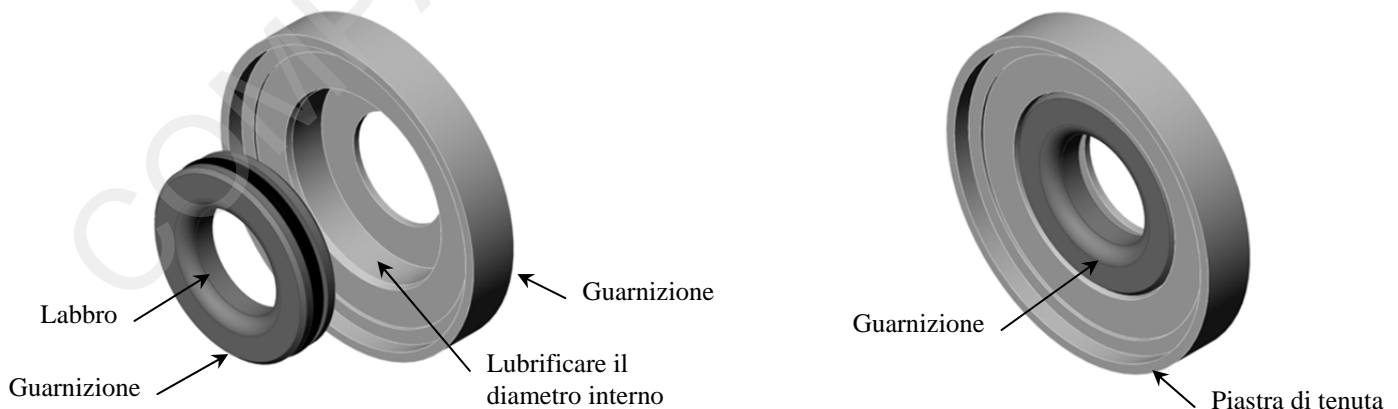 Labbro
Guarnizione
Guarnizione
Lubrificare il
diametro interno
Guarnizione
Piastra di tenuta